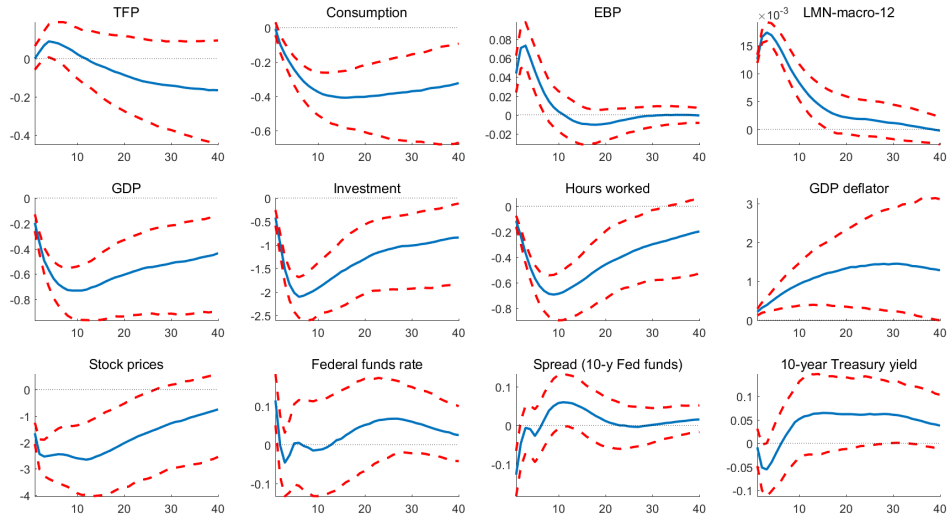 TFP
0
-0.2
-0.4
10 20 30 40
Consumption
0
-0.2
-0.4
-0.6
10 20 30 40
EBP
0.08
0.06
0.04
0.02
0
-0.02
10 20 30 40
×10⁻³ LMN-macro-12
15
10
5
0
10 20 30 40
GDP
0
-0.2
-0.4
-0.6
-0.8
10 20 30 40
Investment
0
-0.5
-1
-1.5
-2
-2.5
10 20 30 40
Hours worked
0
-0.2
-0.4
-0.6
-0.8
10 20 30 40
GDP deflator
3
2
1
0
10 20 30 40
Stock prices
0
-1
-2
-3
-4
10 20 30 40
Federal funds rate
0.1
0
-0.1
10 20 30 40
Spread (10-y Fed funds)
0.1
0
-0.1
10 20 30 40
10-year Treasury yield
0.15
0.1
0.05
0
-0.05
-0.1
10 20 30 40